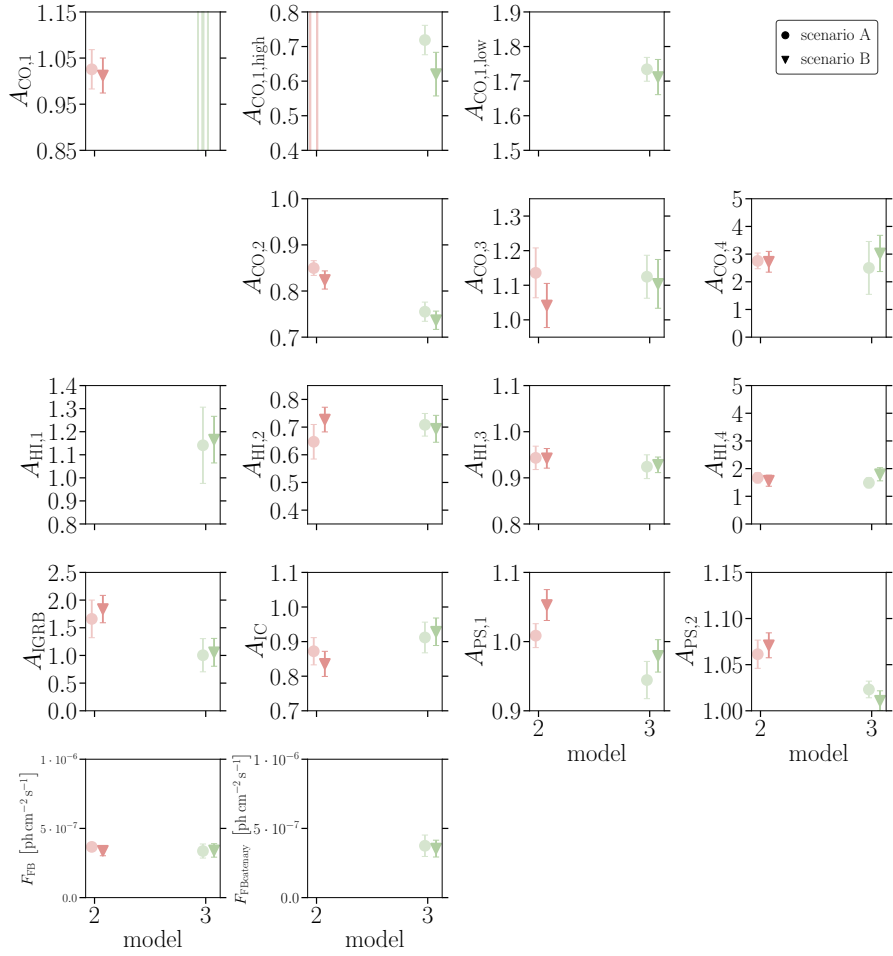 scenario A
scenario B
A_CO,1
1.15
1.05
0.95
0.85
A_CO,1,high
0.8
0.7
0.6
0.5
0.4
A_CO,1,low
1.9
1.8
1.7
1.6
1.5
A_CO,2
1.0
0.9
0.8
0.7
A_CO,3
1.3
1.2
1.1
1.0
A_CO,4
5
4
3
2
1
0
A_HI,1
1.4
1.3
1.2
1.1
1.0
0.9
0.8
A_HI,2
0.8
0.7
0.6
0.5
0.4
A_HI,3
1.1
1.0
0.9
0.8
A_HI,4
5
4
3
2
1
0
A_IGRB
2.5
2.0
1.5
1.0
0.5
0.0
A_IC
1.1
1.0
0.9
0.8
0.7
A_PS,1
1.1
1.0
0.9
2 3
model
A_PS,2
1.15
1.10
1.05
1.00
2 3
model
F_FB [ph cm⁻² s⁻¹]
1 · 10⁻⁶
5 · 10⁻⁷
0.0
2 3
model
F_FBcatenary [ph cm⁻² s⁻¹]
1 · 10⁻⁶
5 · 10⁻⁷
0.0
2 3
model